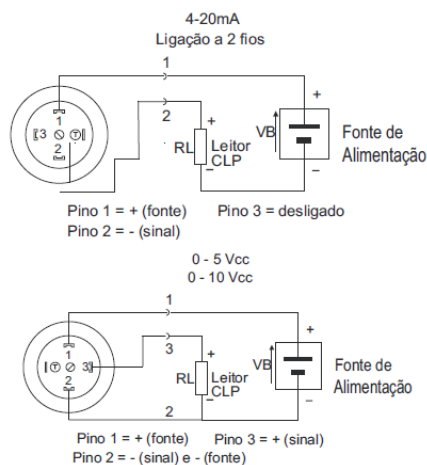 4-20mA
Ligação a 2 fios
1
2
+
+
1
3
T
2
RL
Leitor
CLP
VB
Fonte de
Alimentação
−
−
Pino 1 = + (fonte) Pino 3 = desligado
Pino 2 = - (sinal)
0 - 5 Vcc
0 - 10 Vcc
1
3
+
+
1
T
3
2
RL
Leitor
CLP
VB
Fonte de
Alimentação
−
−
2
Pino 1 = + (fonte) Pino 3 = + (sinal)
Pino 2 = - (sinal) e - (fonte)